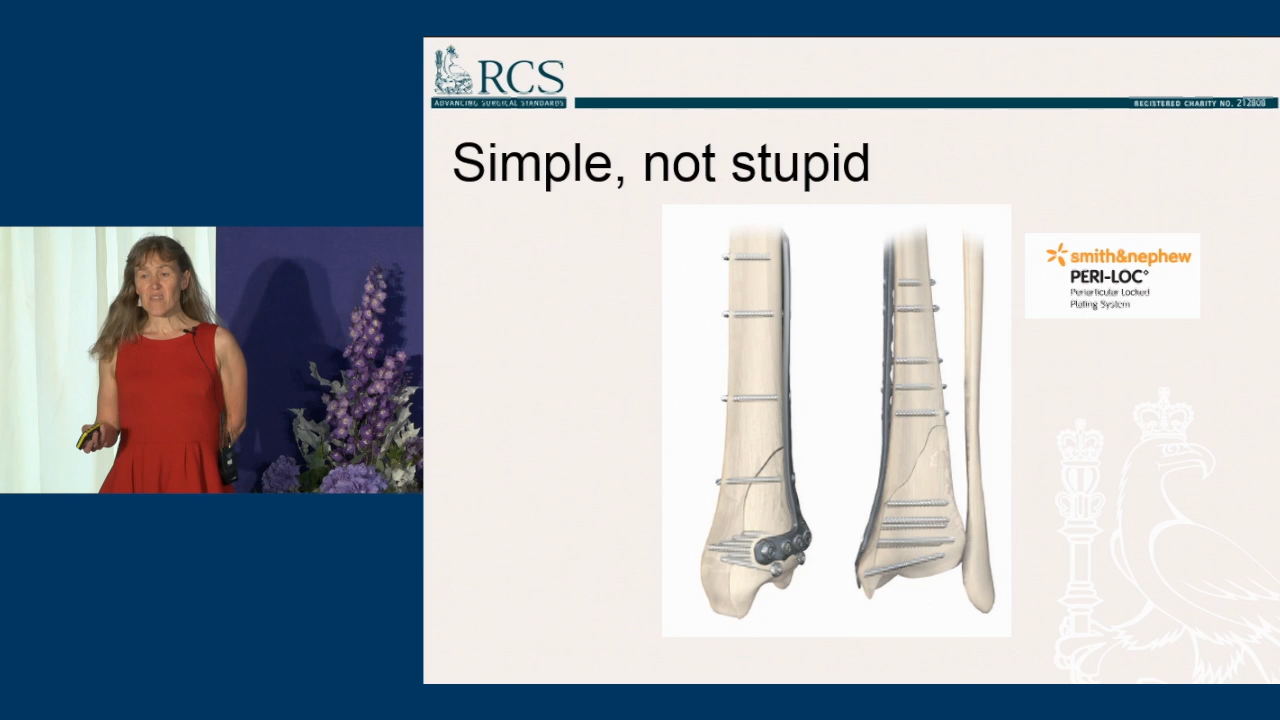 RCS
ADVANCING SURGICAL STANDARDS
REGISTERED CHARITY NO. 212808
Simple, not stupid
smith&nephew
PERI-LOC°
Periarticular Locked
Plating System